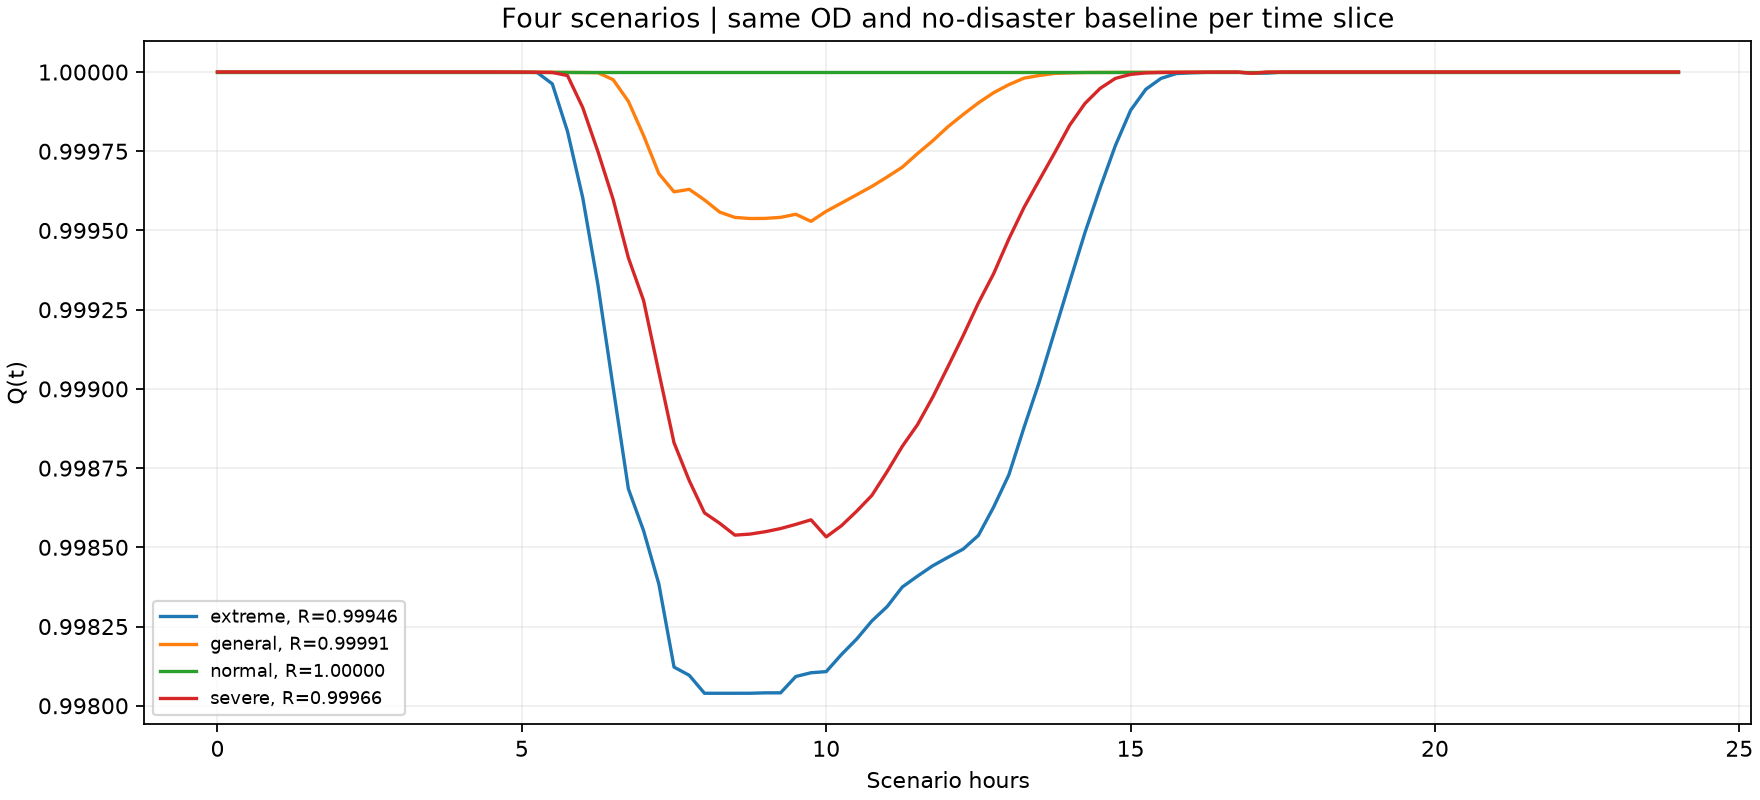 Four scenarios | same OD and no-disaster baseline per time slice
1.00000
0.99975
0.99950
0.99925
0.99900
0.99875
0.99850
0.99825
0.99800
Q(t)
extreme, R=0.99946
general, R=0.99991
normal, R=1.00000
severe, R=0.99966
0 5 10 15 20 25
Scenario hours